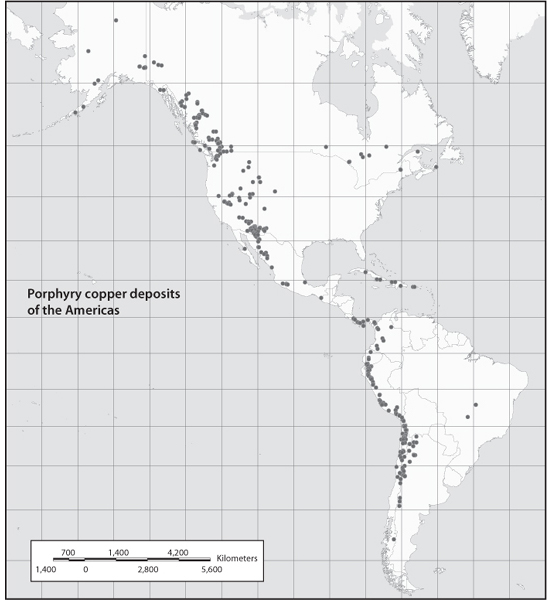 Porphyry copper deposits
of the Americas
700 1,400 4,200
Kilometers
1,400 0 2,800 5,600